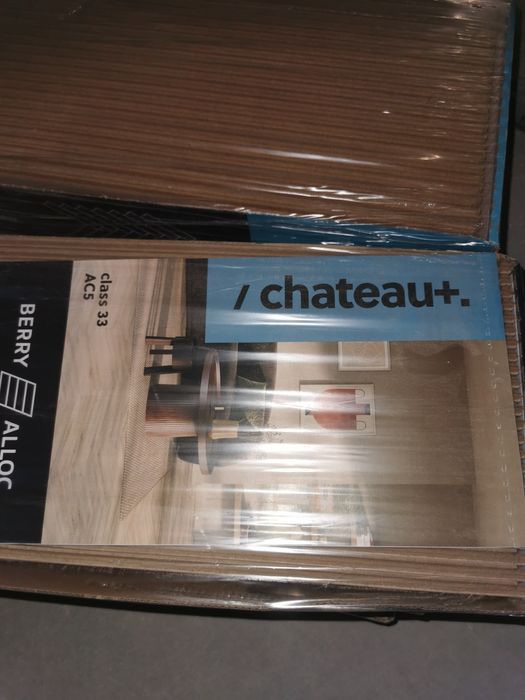 / chateau+.
class 33
AC5
BERRY ALLOC